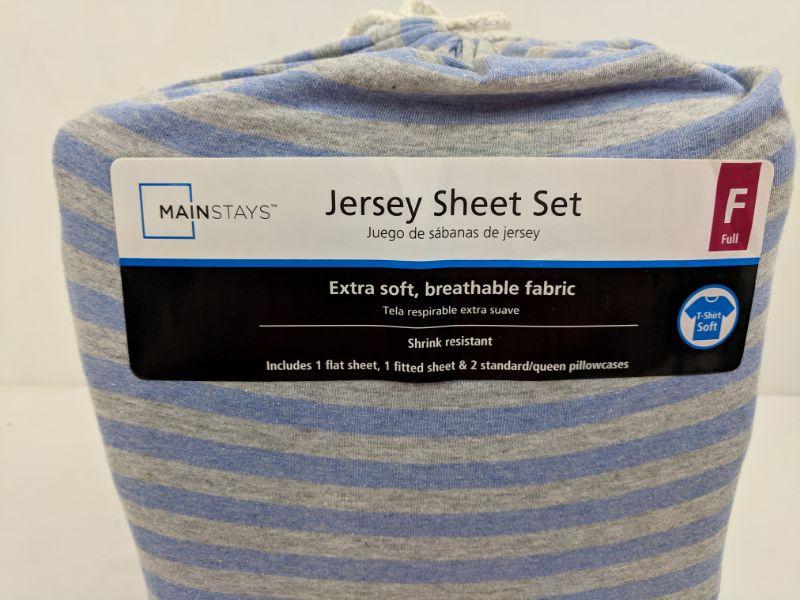 MAINSTAYS™
Jersey Sheet Set
Juego de sábanas de jersey
F
Full
Extra soft, breathable fabric
Tela respirable extra suave
Shrink resistant
Includes 1 flat sheet, 1 fitted sheet & 2 standard/queen pillowcases
T-Shirt
Soft